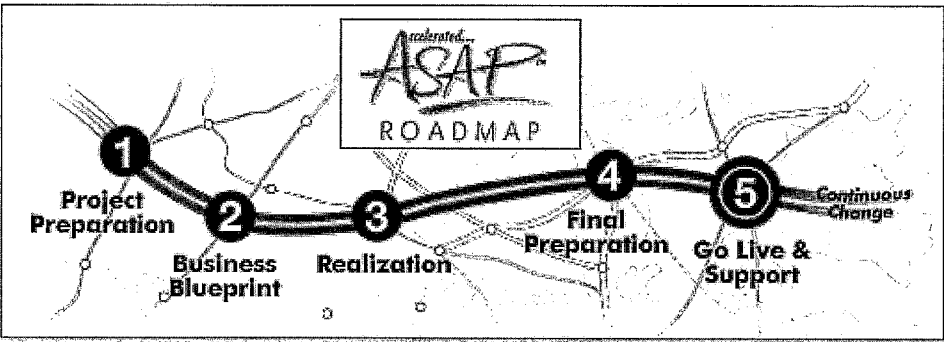 Accelerated...
ASAP™
ROADMAP
1
Project
Preparation
2
Business
Blueprint
3
Realization
4
Final
Preparation
5
Go Live &
Support
Continuous
Change